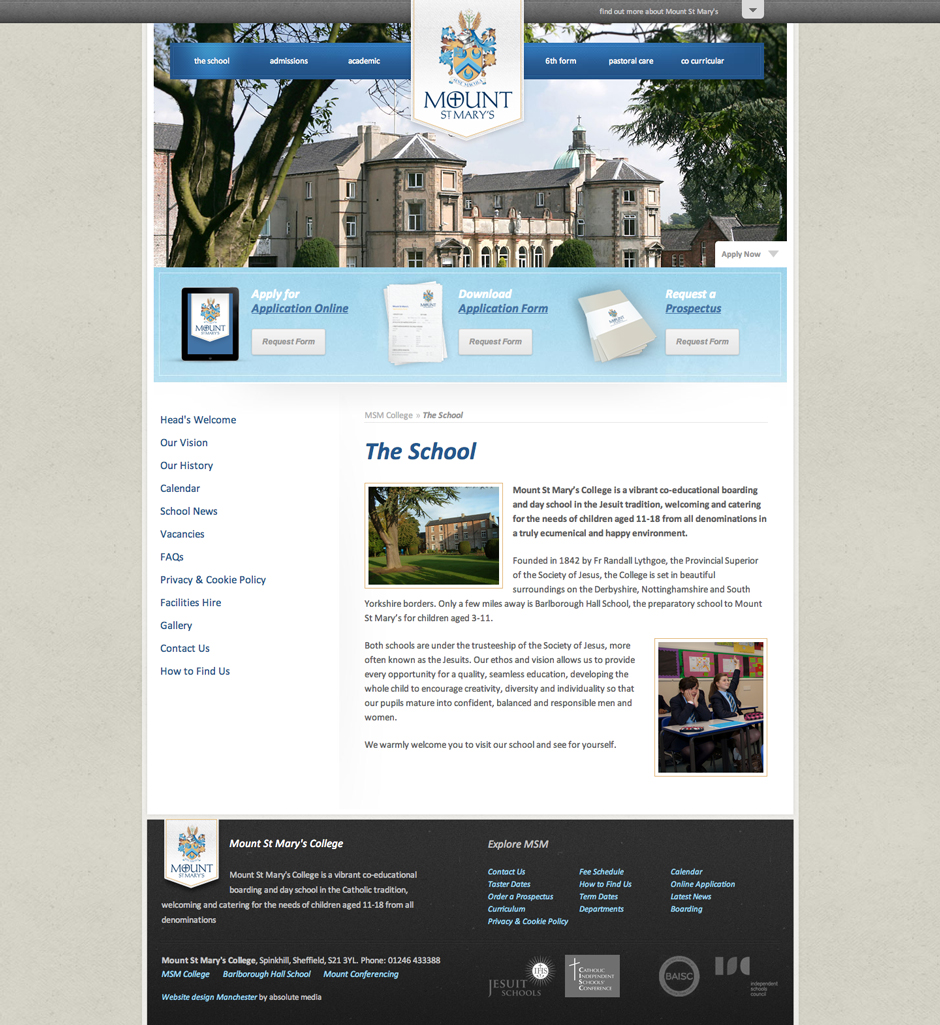 find out more about Mount St Mary's
the school
admissions
academic
MOUNT
ST MARY'S
6th form
pastoral care
co curricular
Apply Now
MOUNT
ST MARY'S
Apply for
Application Online
Request Form
MOUNT
Download
Application Form
Request Form
MOUNT
Request a
Prospectus
Request Form
Head's Welcome
Our Vision
Our History
Calendar
School News
Vacancies
FAQs
Privacy & Cookie Policy
Facilities Hire
Gallery
Contact Us
How to Find Us
MSM College » The School
The School
Mount St Mary's College is a vibrant co-educational boarding
and day school in the Jesuit tradition, welcoming and catering
for the needs of children aged 11-18 from all denominations in
a truly ecumenical and happy environment.
Founded in 1842 by Fr Randall Lythgoe, the Provincial Superior
of the Society of Jesus, the College is set in beautiful
surroundings on the Derbyshire, Nottinghamshire and South
Yorkshire borders. Only a few miles away is Barlborough Hall School, the preparatory school to Mount
St Mary's for children aged 3-11.
Both schools are under the trusteeship of the Society of Jesus, more
often known as the Jesuits. Our ethos and vision allows us to provide
every opportunity for a quality, seamless education, developing the
whole child to encourage creativity, diversity and individuality so that
our pupils mature into confident, balanced and responsible men and
women.
We warmly welcome you to visit our school and see for yourself.
MOUNT
ST MARY'S
Mount St Mary's College
Mount St Mary's College is a vibrant co-educational
boarding and day school in the Catholic tradition,
welcoming and catering for the needs of children aged 11-18 from all
denominations
Mount St Mary's College, Spinkhill, Sheffield, S21 3YL. Phone: 01246 433388
MSM College Barlborough Hall School Mount Conferencing
Website design Manchester by absolute media
Explore MSM
Contact Us
Taster Dates
Order a Prospectus
Curriculum
Privacy & Cookie Policy
Fee Schedule
How to Find Us
Term Dates
Departments
Calendar
Online Application
Latest News
Boarding
IHS
JESUIT
SCHOOLS
CATHOLIC
INDEPENDENT
SCHOOLS'
CONFERENCE
BAISC
isc
independent
schools
council